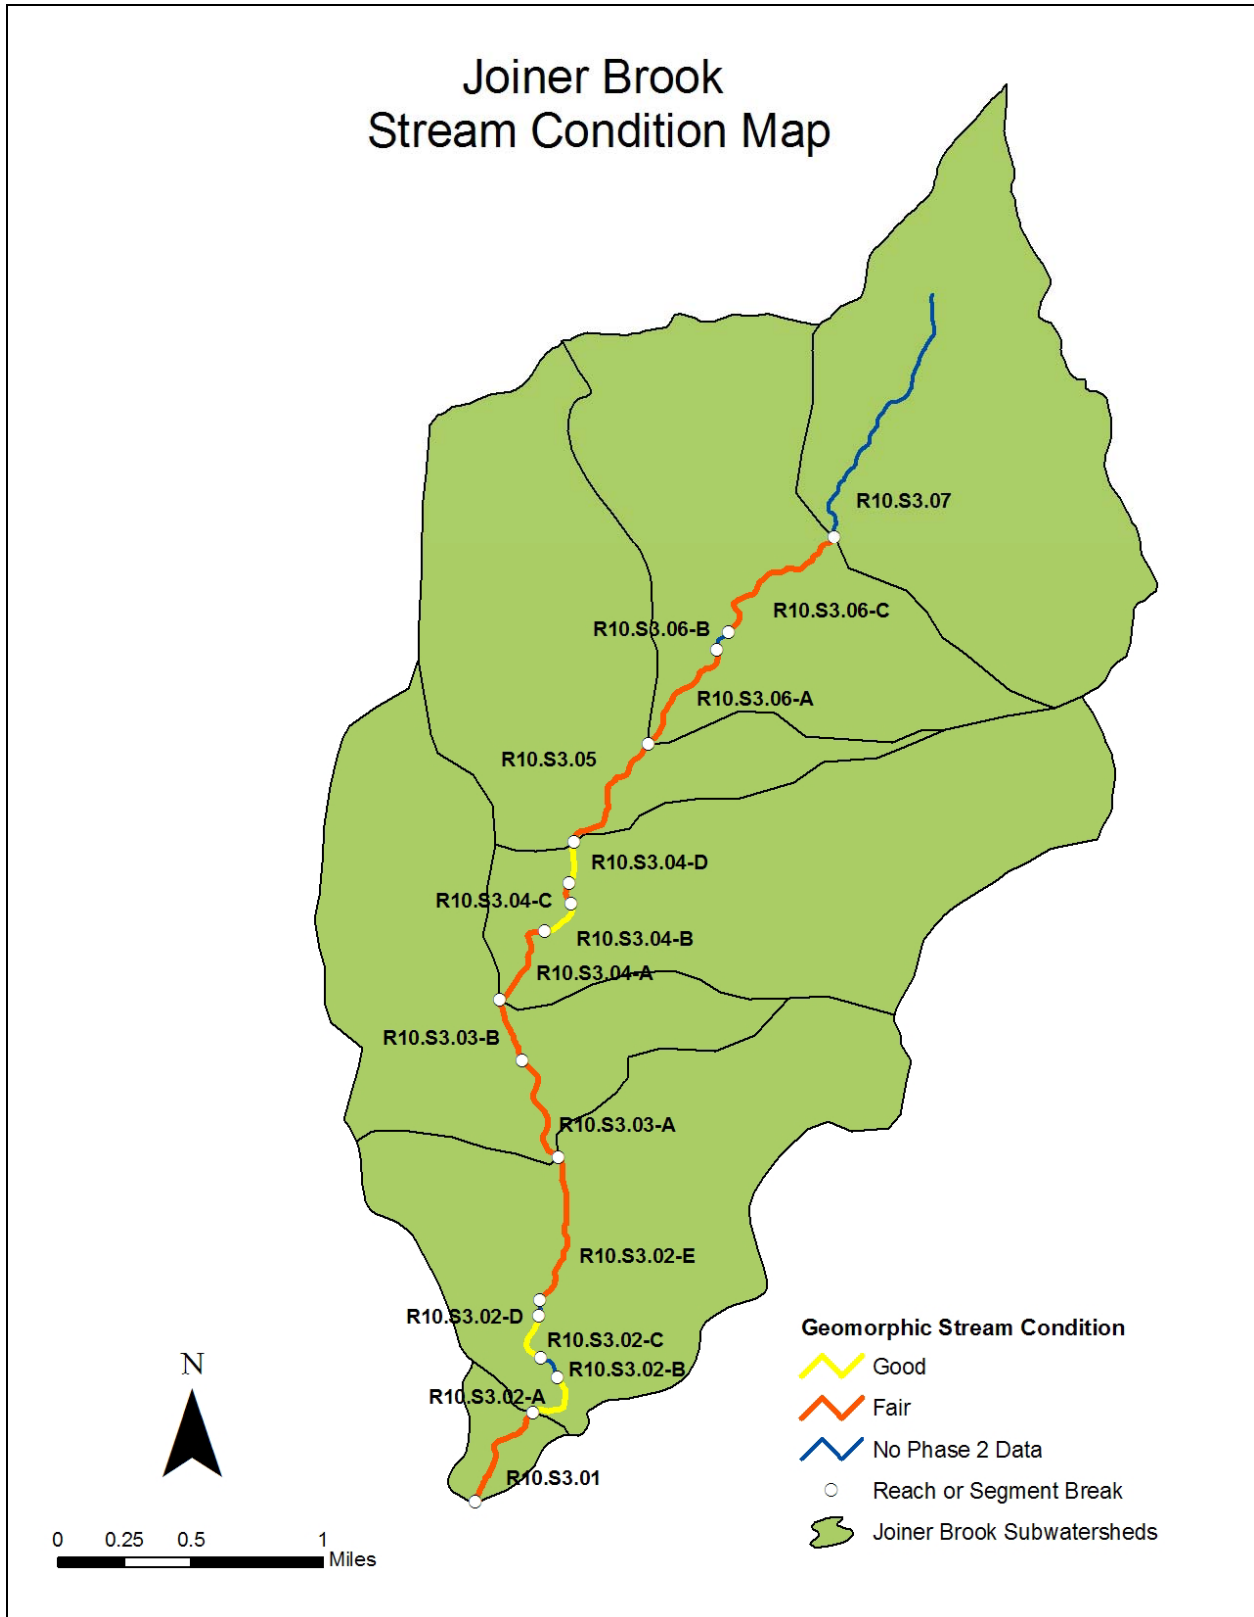 Joiner Brook
Stream Condition Map
R10.S3.07
R10.S3.06-C
R10.S3.06-B
R10.S3.06-A
R10.S3.05
R10.S3.04-D
R10.S3.04-C
R10.S3.04-B
R10.S3.04-A
R10.S3.03-B
R10.S3.03-A
R10.S3.02-E
R10.S3.02-D
R10.S3.02-C
R10.S3.02-B
R10.S3.02-A
R10.S3.01
Geomorphic Stream Condition
Good
Fair
No Phase 2 Data
Reach or Segment Break
Joiner Brook Subwatersheds
N
0 0.25 0.5 1
Miles